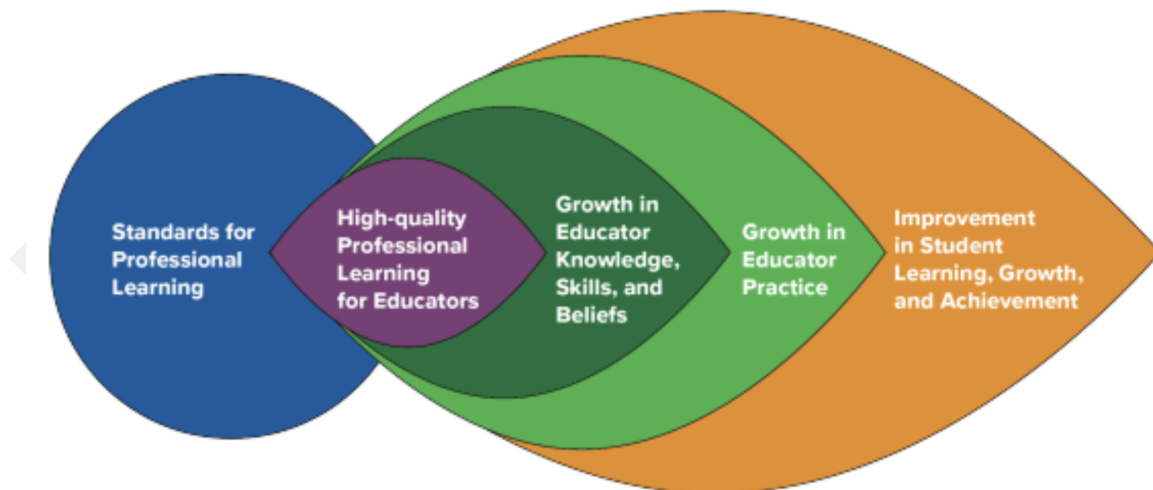 Standards for
Professional
Learning
High-quality
Professional
Learning
for Educators
Growth in
Educator
Knowledge,
Skills, and
Beliefs
Growth in
Educator
Practice
Improvement
in Student
Learning, Growth,
and Achievement